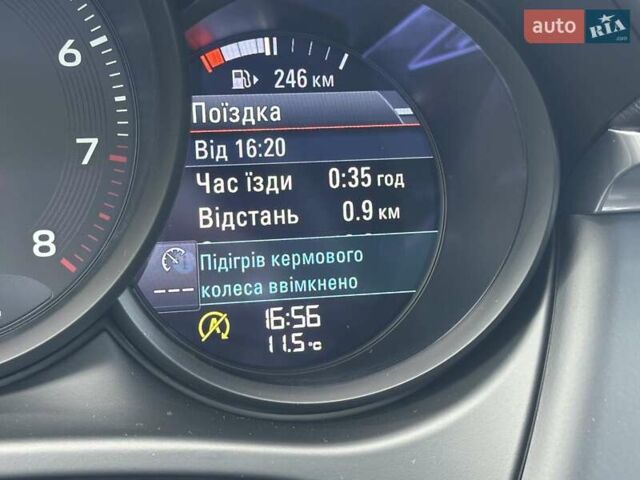 auto RIA.com
6
7
8
246 км
Поїздка
Від 16:20
Час їзди 0:35 год
Відстань 0.9 км
Підігрів кермового
--- колеса ввімкнено
A
16:56
11.5 °C